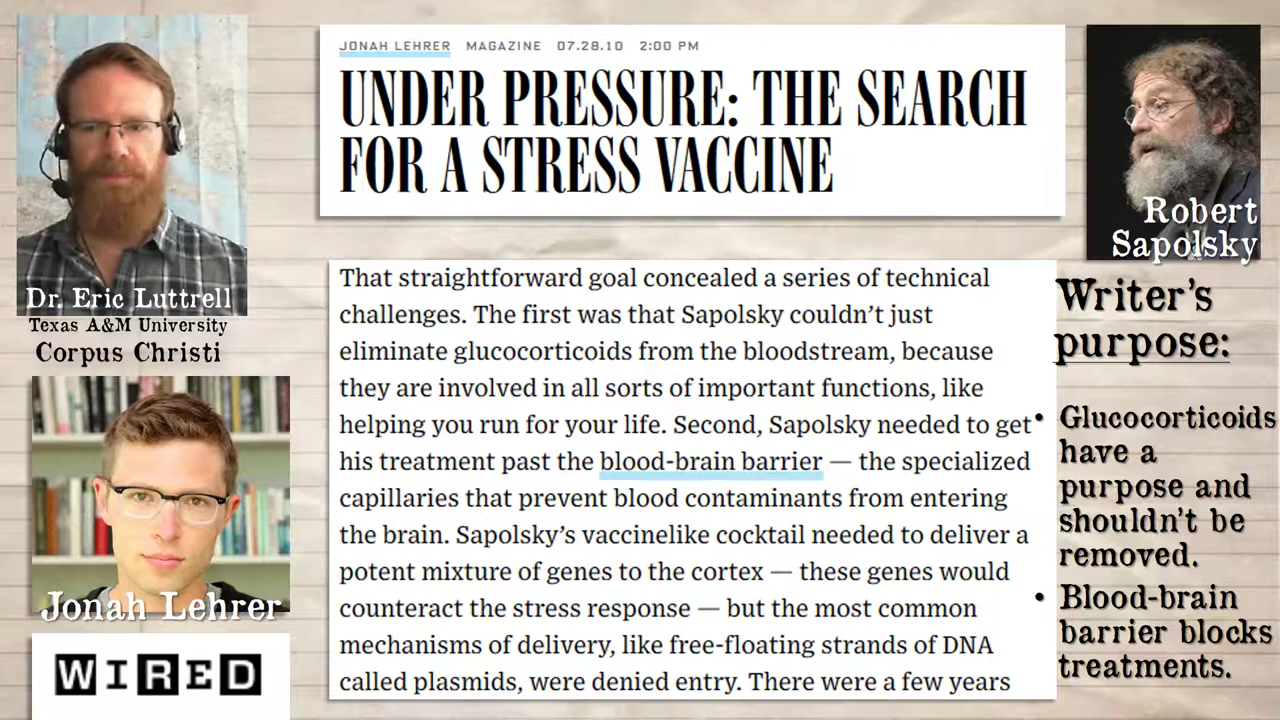 JONAH LEHRER MAGAZINE 07.28.10 2:00 PM
UNDER PRESSURE: THE SEARCH
FOR A STRESS VACCINE
Robert
Sapolsky
Dr. Eric Luttrell
Texas A&M University
Corpus Christi
Jonah Lehrer
WIRED
That straightforward goal concealed a series of technical
challenges. The first was that Sapolsky couldn’t just
eliminate glucocorticoids from the bloodstream, because
they are involved in all sorts of important functions, like
helping you run for your life. Second, Sapolsky needed to get
his treatment past the blood-brain barrier — the specialized
capillaries that prevent blood contaminants from entering
the brain. Sapolsky’s vaccinelike cocktail needed to deliver a
potent mixture of genes to the cortex — these genes would
counteract the stress response — but the most common
mechanisms of delivery, like free-floating strands of DNA
called plasmids, were denied entry. There were a few years
Writer’s
purpose:
• Glucocorticoids
have a
purpose and
shouldn’t be
removed.
• Blood-brain
barrier blocks
treatments.